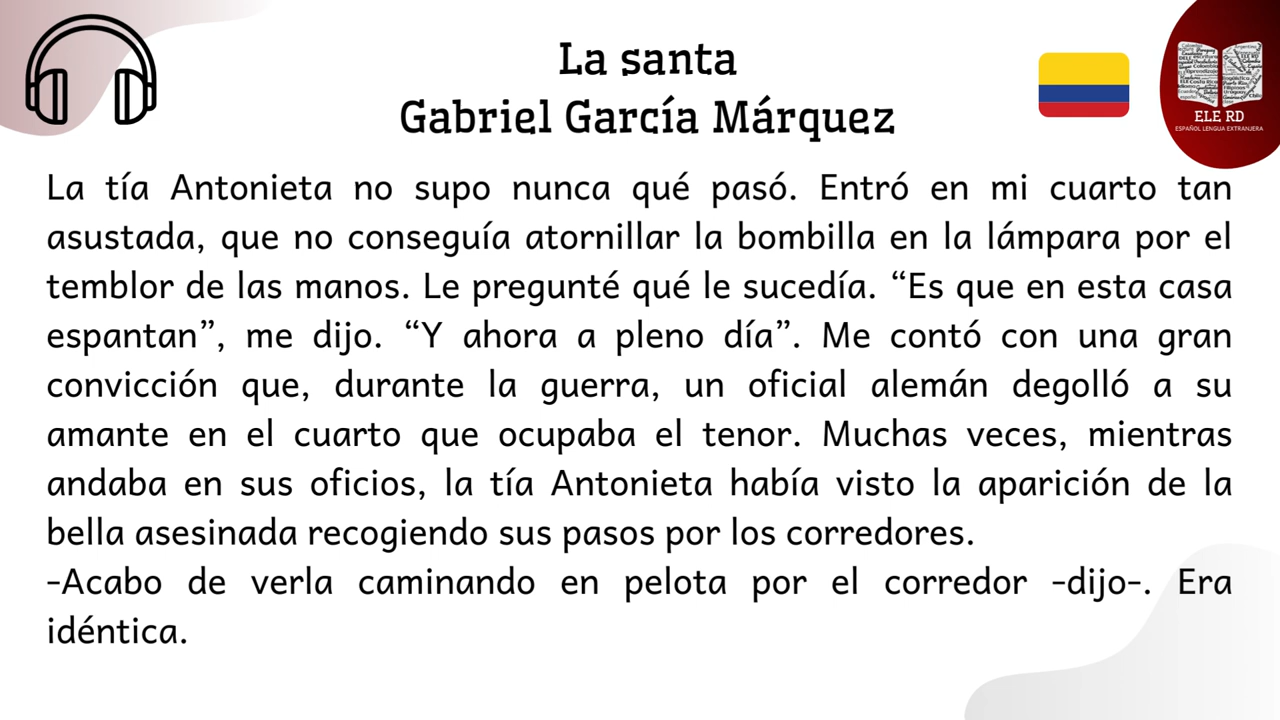 La santa
Gabriel García Márquez
ELE RD
ESPAÑOL LENGUA EXTRANJERA
La tía Antonieta no supo nunca qué pasó. Entró en mi cuarto tan
asustada, que no conseguía atornillar la bombilla en la lámpara por el
temblor de las manos. Le pregunté qué le sucedía. “Es que en esta casa
espantan”, me dijo. “Y ahora a pleno día”. Me contó con una gran
convicción que, durante la guerra, un oficial alemán degolló a su
amante en el cuarto que ocupaba el tenor. Muchas veces, mientras
andaba en sus oficios, la tía Antonieta había visto la aparición de la
bella asesinada recogiendo sus pasos por los corredores.
-Acabo de verla caminando en pelota por el corredor -dijo-. Era
idéntica.